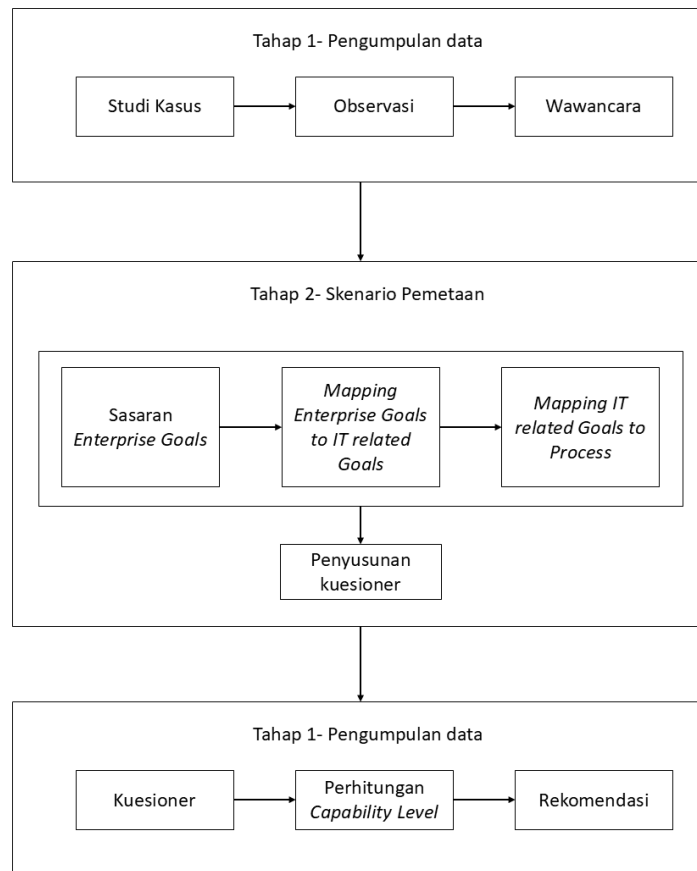 Tahap 1- Pengumpulan data
Studi Kasus
Observasi
Wawancara
Tahap 2- Skenario Pemetaan
Sasaran
Enterprise Goals
Mapping
Enterprise Goals
to IT related
Goals
Mapping IT
related Goals to
Process
Penyusunan
kuesioner
Tahap 1- Pengumpulan data
Kuesioner
Perhitungan
Capability Level
Rekomendasi